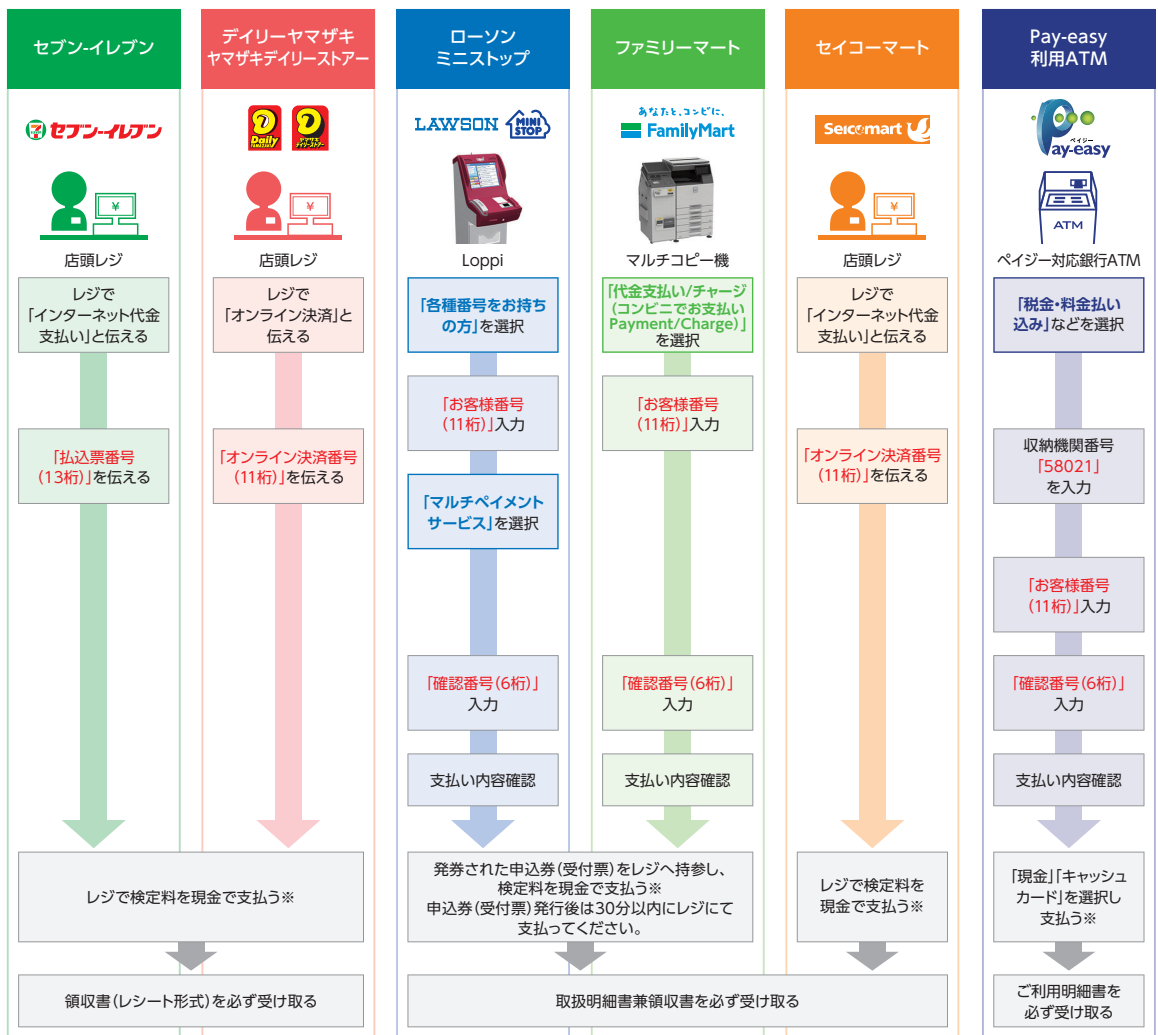 セブン-イレブン
セブン-イレブン
店頭レジ
レジで
「インターネット代金
支払い」と伝える
「払込票番号
(13桁)」を伝える
デイリーヤマザキ
ヤマザキデイリーストアー
Daily
YAMAZAKI
ヤマザキ
デイリーストアー
店頭レジ
レジで
「オンライン決済」と
伝える
「オンライン決済番号
(11桁)」を伝える
レジで検定料を現金で支払う※
領収書(レシート形式)を必ず受け取る
ローソン
ミニストップ
LAWSON
MINI
STOP
Loppi
「各種番号をお持ち
の方」を選択
「お客様番号
(11桁)」入力
「マルチペイメント
サービス」を選択
「確認番号(6桁)」
入力
支払い内容確認
ファミリーマート
あなたと、コンビに、
FamilyMart
マルチコピー機
「代金支払い/チャージ
(コンビニでお支払い
Payment/Charge)」
を選択
「お客様番号
(11桁)」入力
「確認番号(6桁)」
入力
支払い内容確認
発券された申込券(受付票)をレジへ持参し、
検定料を現金で支払う※
申込券(受付票)発行後は30分以内にレジにて
支払ってください。
セイコーマート
Seicomart
店頭レジ
レジで
「インターネット代金
支払い」と伝える
「オンライン決済番号
(11桁)」を伝える
レジで検定料を
現金で支払う※
取扱明細書兼領収書を必ず受け取る
Pay-easy
利用ATM
ペイジー
Pay-easy
ATM
ペイジー対応銀行ATM
「税金・料金払い
込み」などを選択
収納機関番号
「58021」
を入力
「お客様番号
(11桁)」入力
「確認番号(6桁)」
入力
支払い内容確認
「現金」「キャッシュ
カード」を選択し
支払う※
ご利用明細書を
必ず受け取る